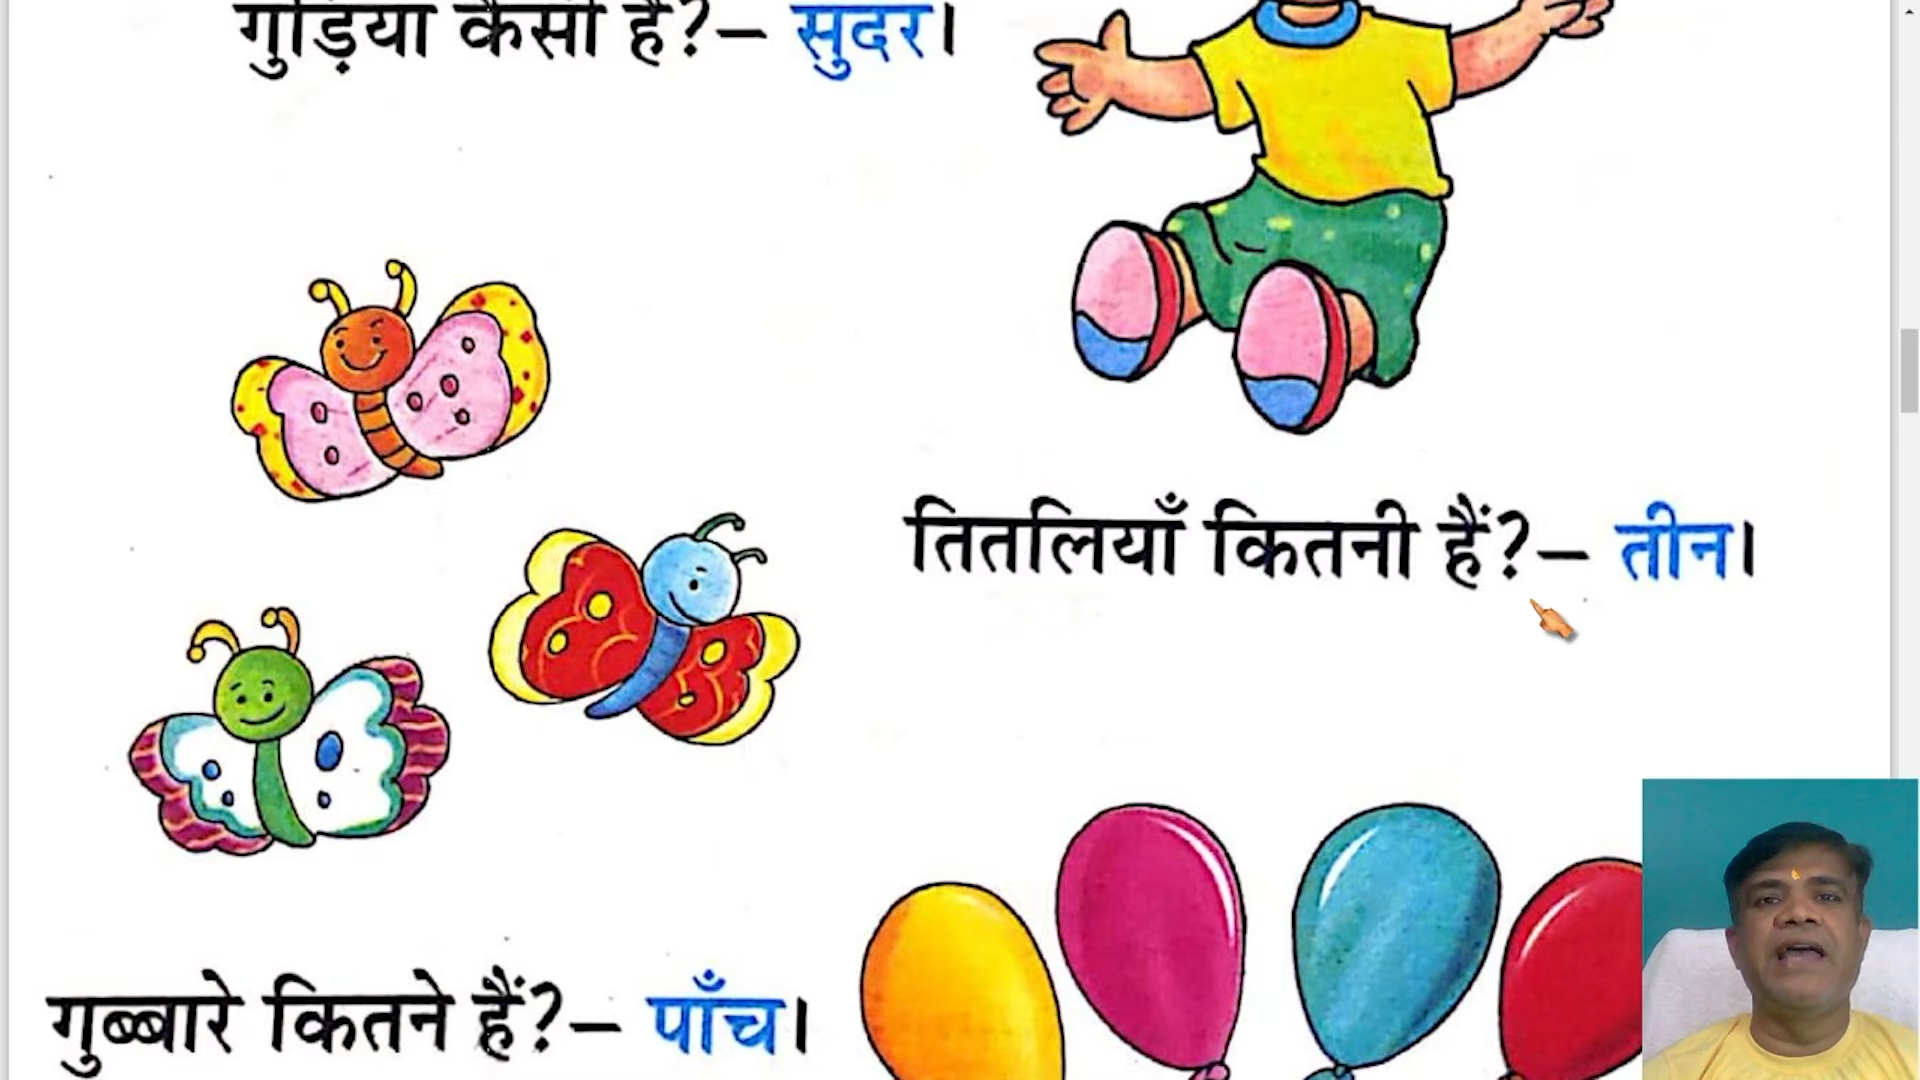 गुड़िया कैसी है?– सुंदर।
तितलियाँ कितनी हैं?– तीन।
गुब्बारे कितने हैं?– पाँच।